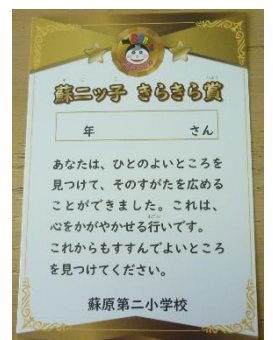 蘇二ッ子 きらきら賞
年 さん
あなたは、ひとのよいところを
見つけて、そのすがたを広める
ことができました。これは、
心をかがやかせる行いです。
これからもすすんでよいところ
を見つけてください。
蘇原第二小学校